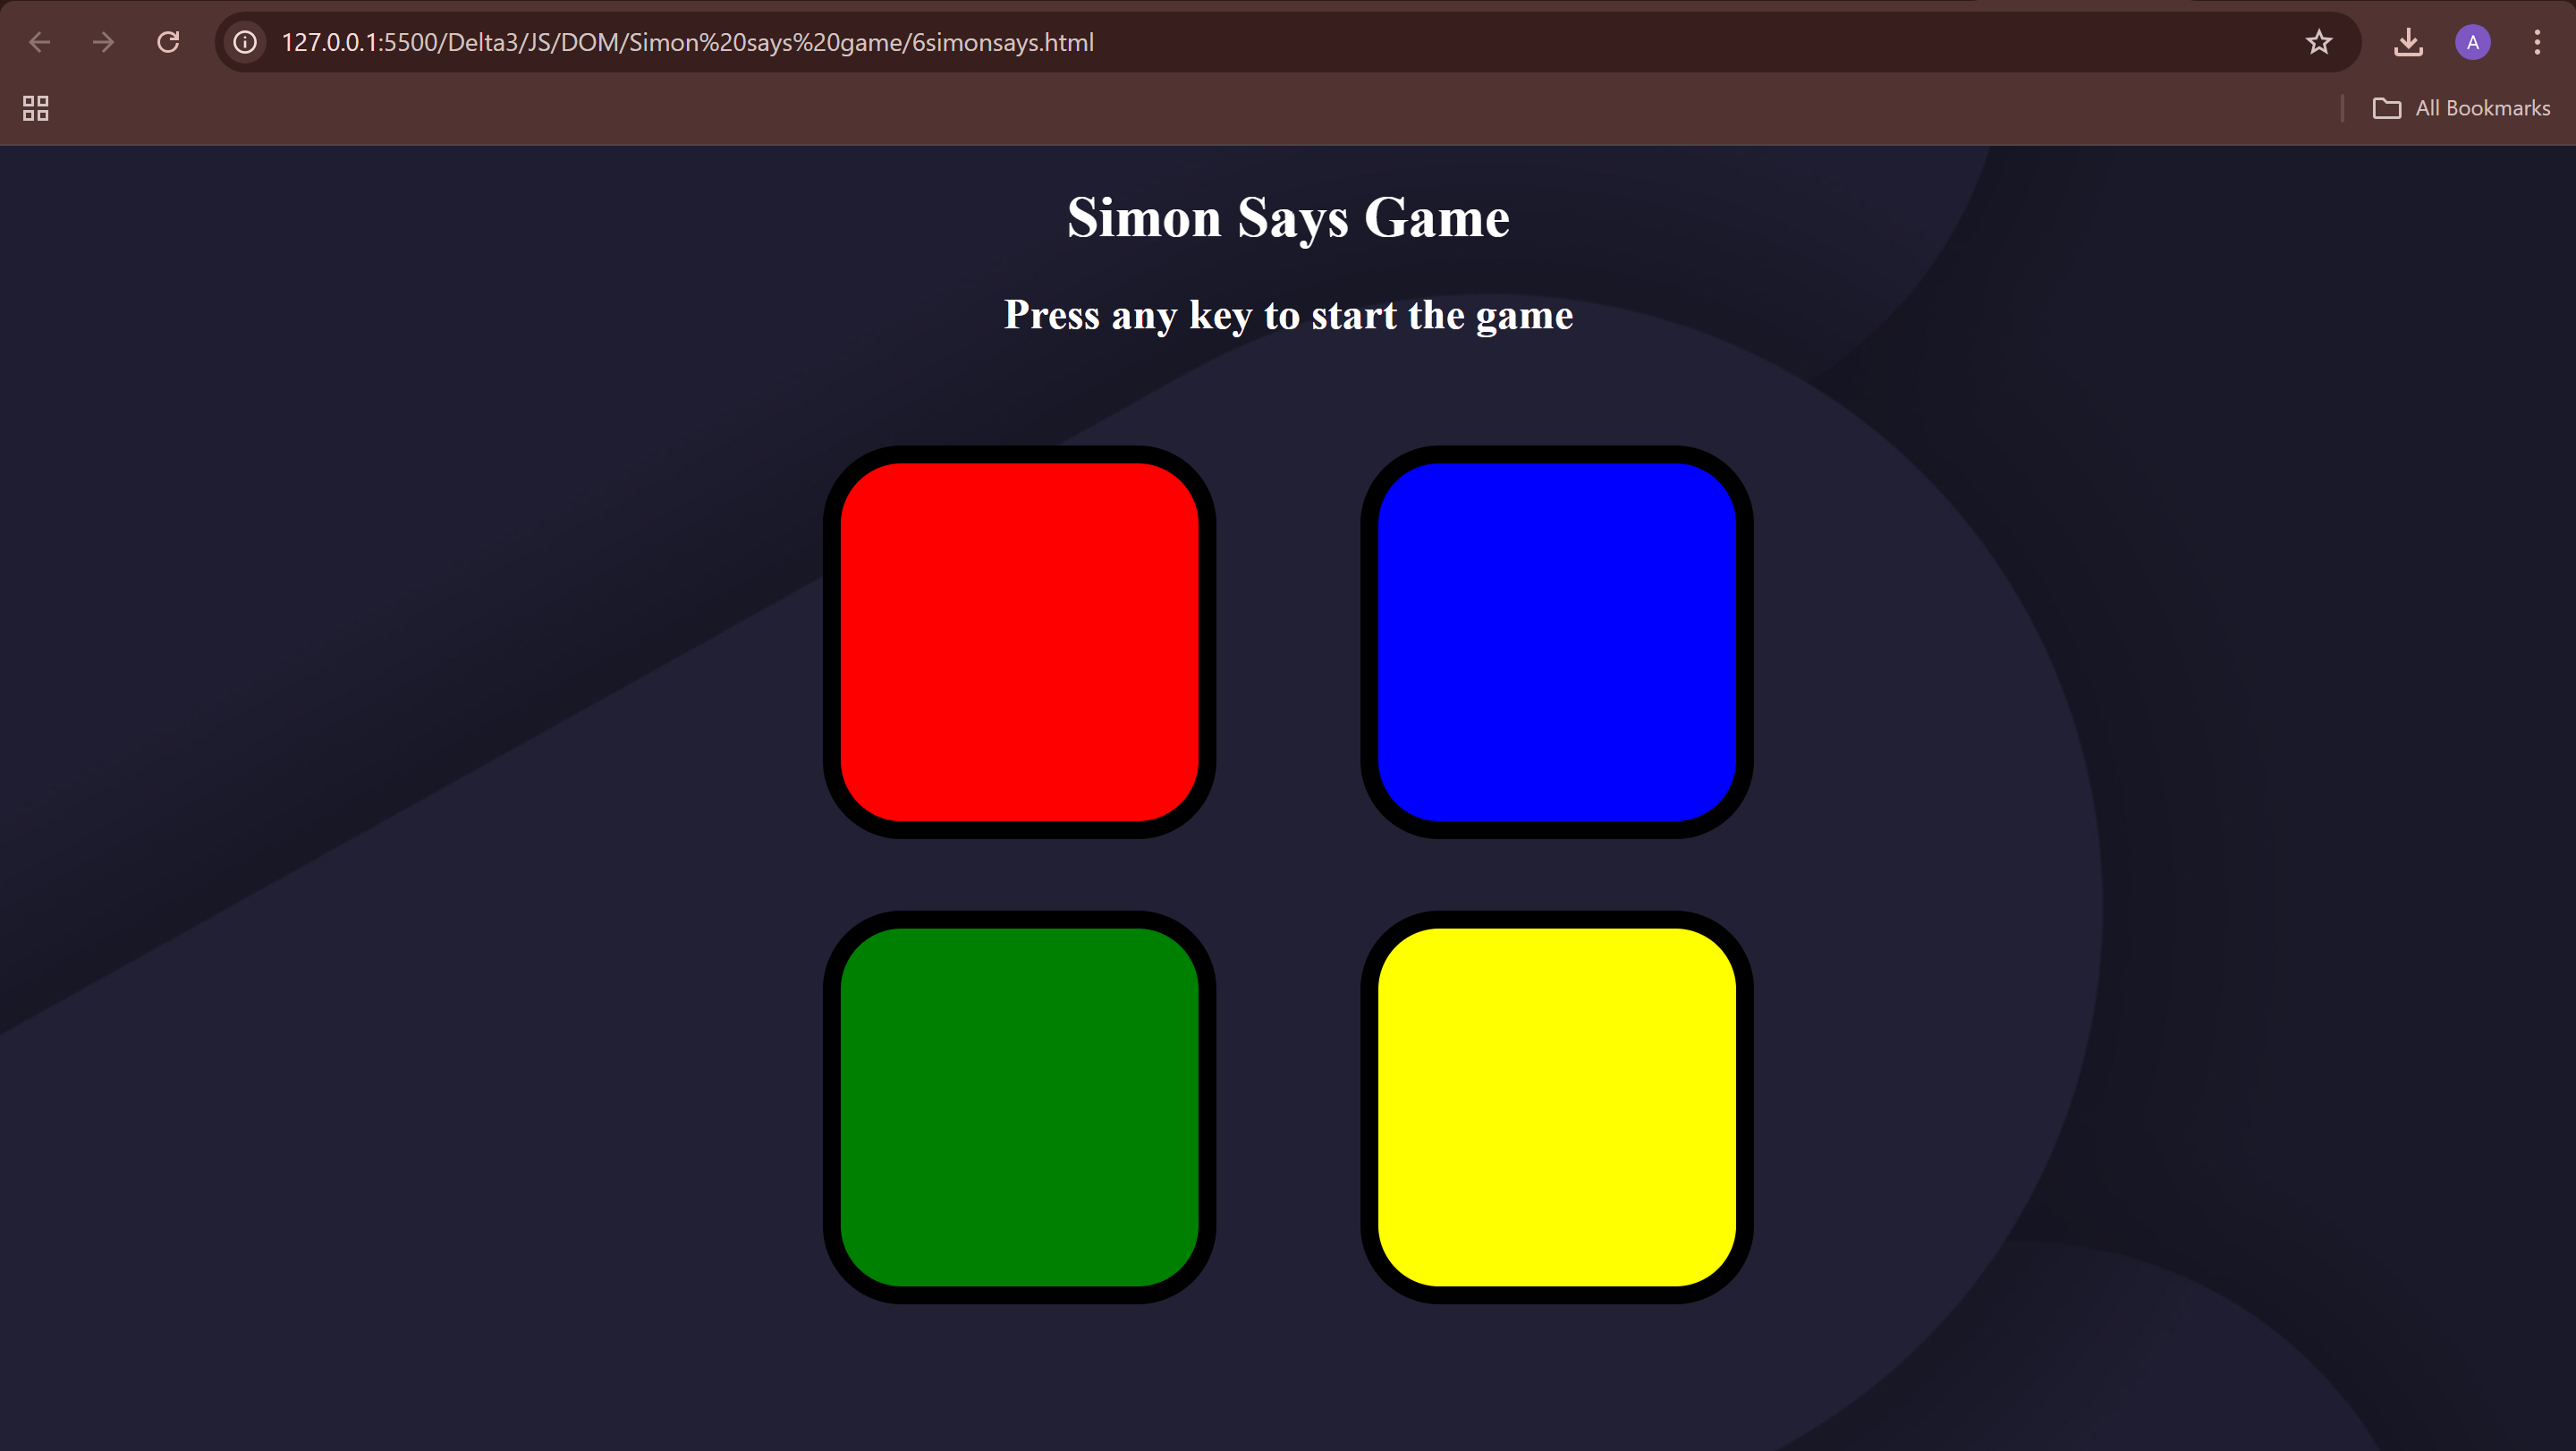 127.0.0.1:5500/Delta3/JS/DOM/Simon%20says%20game/6simonsays.html
A
All Bookmarks
Simon Says Game
Press any key to start the game